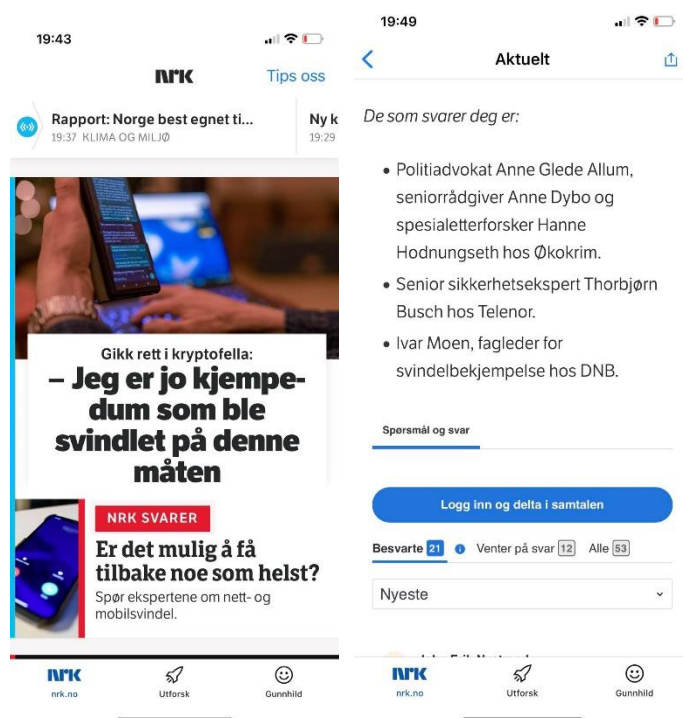 19:43
NRK
Tips oss
Rapport: Norge best egnet ti...
19:37 KLIMA OG MILJØ
Ny k
19:29
Gikk rett i kryptofella:
– Jeg er jo kjempe-
dum som ble
svindlet på denne
måten
NRK SVARER
Er det mulig å få
tilbake noe som helst?
Spør ekspertene om nett- og
mobilsvindel.
NRK
nrk.no
Utforsk
Gunnhild
19:49
Aktuelt
De som svarer deg er:
• Politiadvokat Anne Glede Allum,
seniorrådgiver Anne Dybo og
spesialetterforsker Hanne
Hodnungseth hos Økokrim.
• Senior sikkerhetsekspert Thorbjørn
Busch hos Telenor.
• Ivar Moen, fagleder for
svindelbekjempelse hos DNB.
Spørsmål og svar
Logg inn og delta i samtalen
Besvarte 21 Venter på svar 12 Alle 53
Nyeste
NRK
nrk.no
Utforsk
Gunnhild